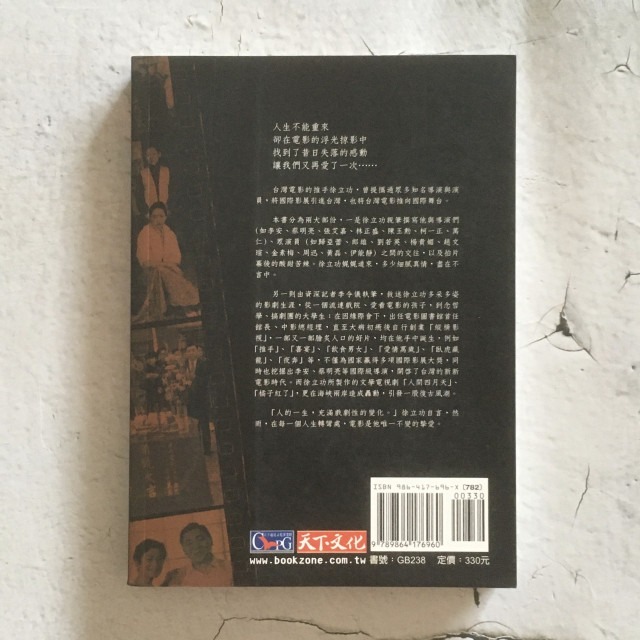 人生不能重來
卻在電影的浮光掠影中
找到了昔日失落的感動
讓我們又再愛了一次⋯⋯
台灣電影的推手徐立功，曾提攜過眾多知名導演與演
員，將國際影展引進台灣，也將台灣電影推向國際舞台。
本書分為兩大部份，一是徐立功親筆撰寫他與導演們
(如李安、蔡明亮、張艾嘉、林正盛、陳玉勳、柯一正、萬
仁)、眾演員（如歸亞蕾、郎雄、劉若英、楊貴媚、趙文
瑄、金素梅、周迅、黃磊、伊能靜）之間的交往，以及拍片
幕後的酸甜苦辣。徐立功娓娓道來，多少細膩真情，盡在不
言中。
另一則由資深記者李令儀執筆，敘述徐立功多采多姿
的影劇生涯，從一個流連戲院、愛看電影的孩子，到念哲
學、搞劇團的大學生；在因緣際會下，出任電影圖書館首任
館長、中影總經理，直至大病初癒後自行創業「縱橫影
視」，一部又一部膾炙人口的好片，均在他手中誕生，例如
「推手」、「喜宴」、「飲食男女」、「愛情萬歲」、「臥虎藏
龍」、「夜奔」等，不僅為國家贏得多項國際影展大獎，同
時也挖掘出李安、蔡明亮等國際級導演，開啓了台灣的新新
電影時代。而徐立功所製作的文學電視劇「人間四月天」、
「橘子紅了」，更在海峽兩岸造成轟動，引發一股復古風潮。
「人的一生，充滿戲劇性的變化。」徐立功自言，然
而，在每一個人生轉彎處，電影是他唯一不變的摯愛。
ISBN 986-417-696-X (782)
00330
9 789864 176960
CWPG
天下文化
www.bookzone.com.tw 書號：GB238 定價：330元